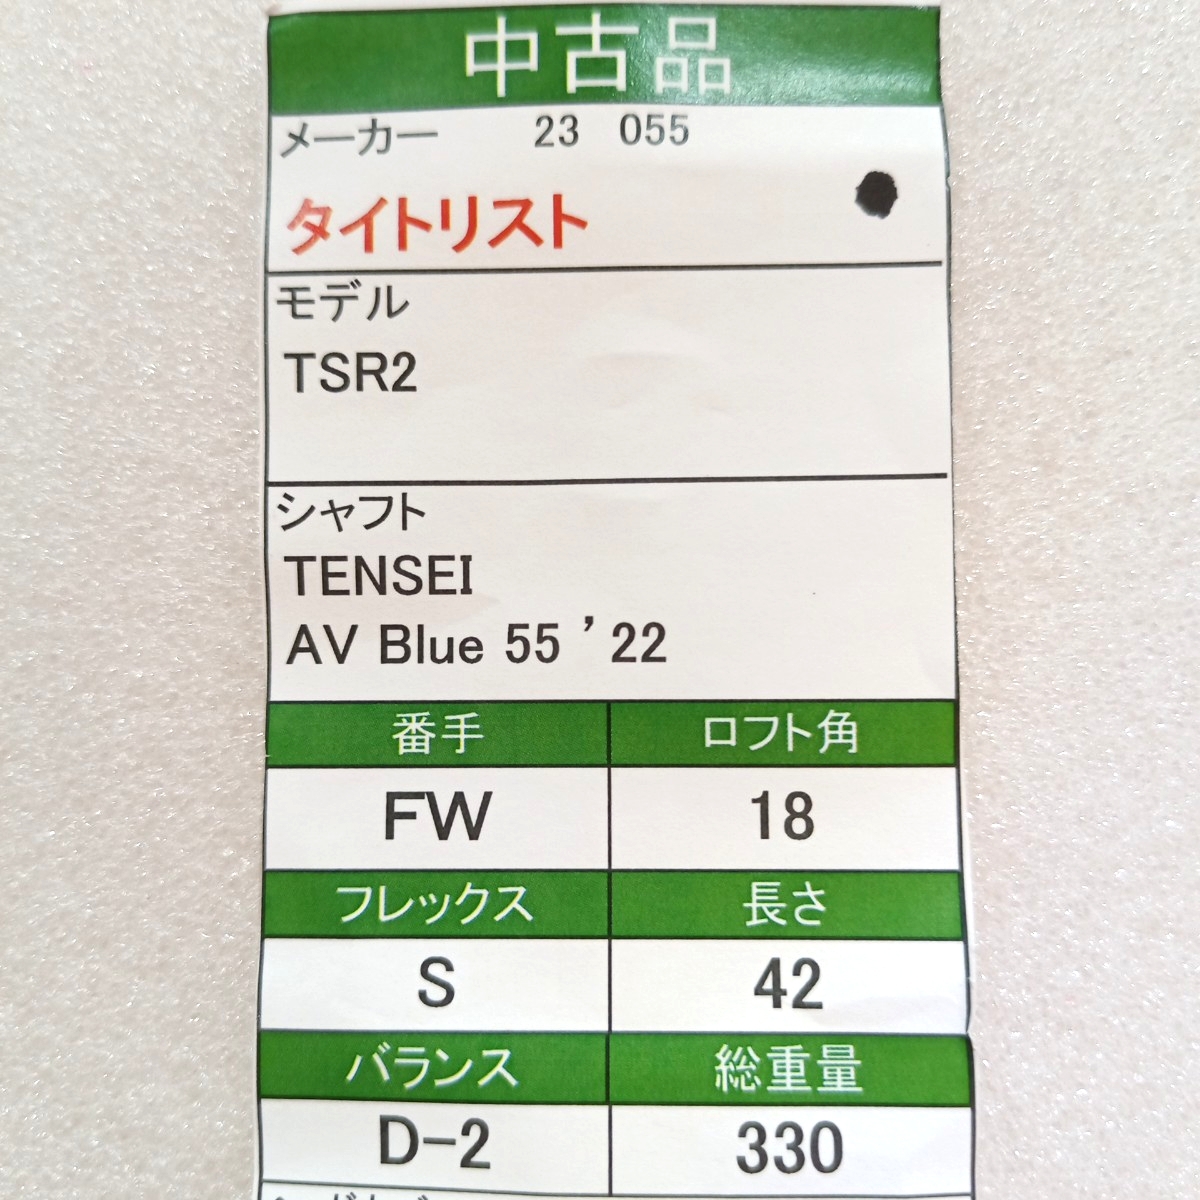 中古品
メーカー 23 055
タイトリスト
モデル
TSR2
シャフト
TENSEI
AV Blue 55 ’22
番手 ロフト角
FW 18
フレックス 長さ
S 42
バランス 総重量
D-2 330